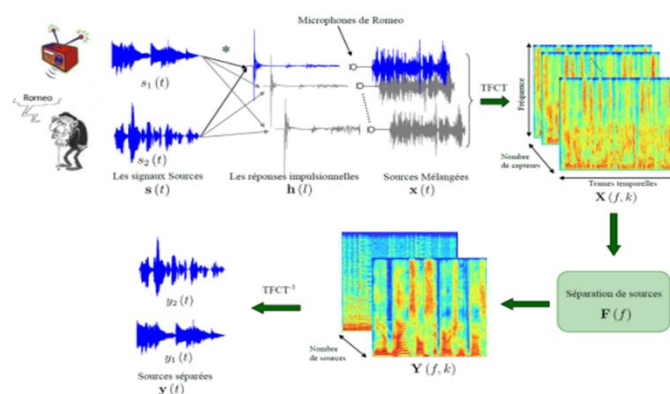 Microphones de Romeo
*
s₁(t)
Romeo
s₂(t)
Les signaux Sources
s(t)
Les réponses impulsionnelles
h(l)
Sources Mélangées
x(t)
TFCT
Fréquence
Nombre
de capteurs
Trames temporelles
X(f, k)
Séparation de sources
F(f)
Nombre
de sources
Y(f, k)
TFCT⁻¹
y₂(t)
y₁(t)
Sources séparées
y(t)